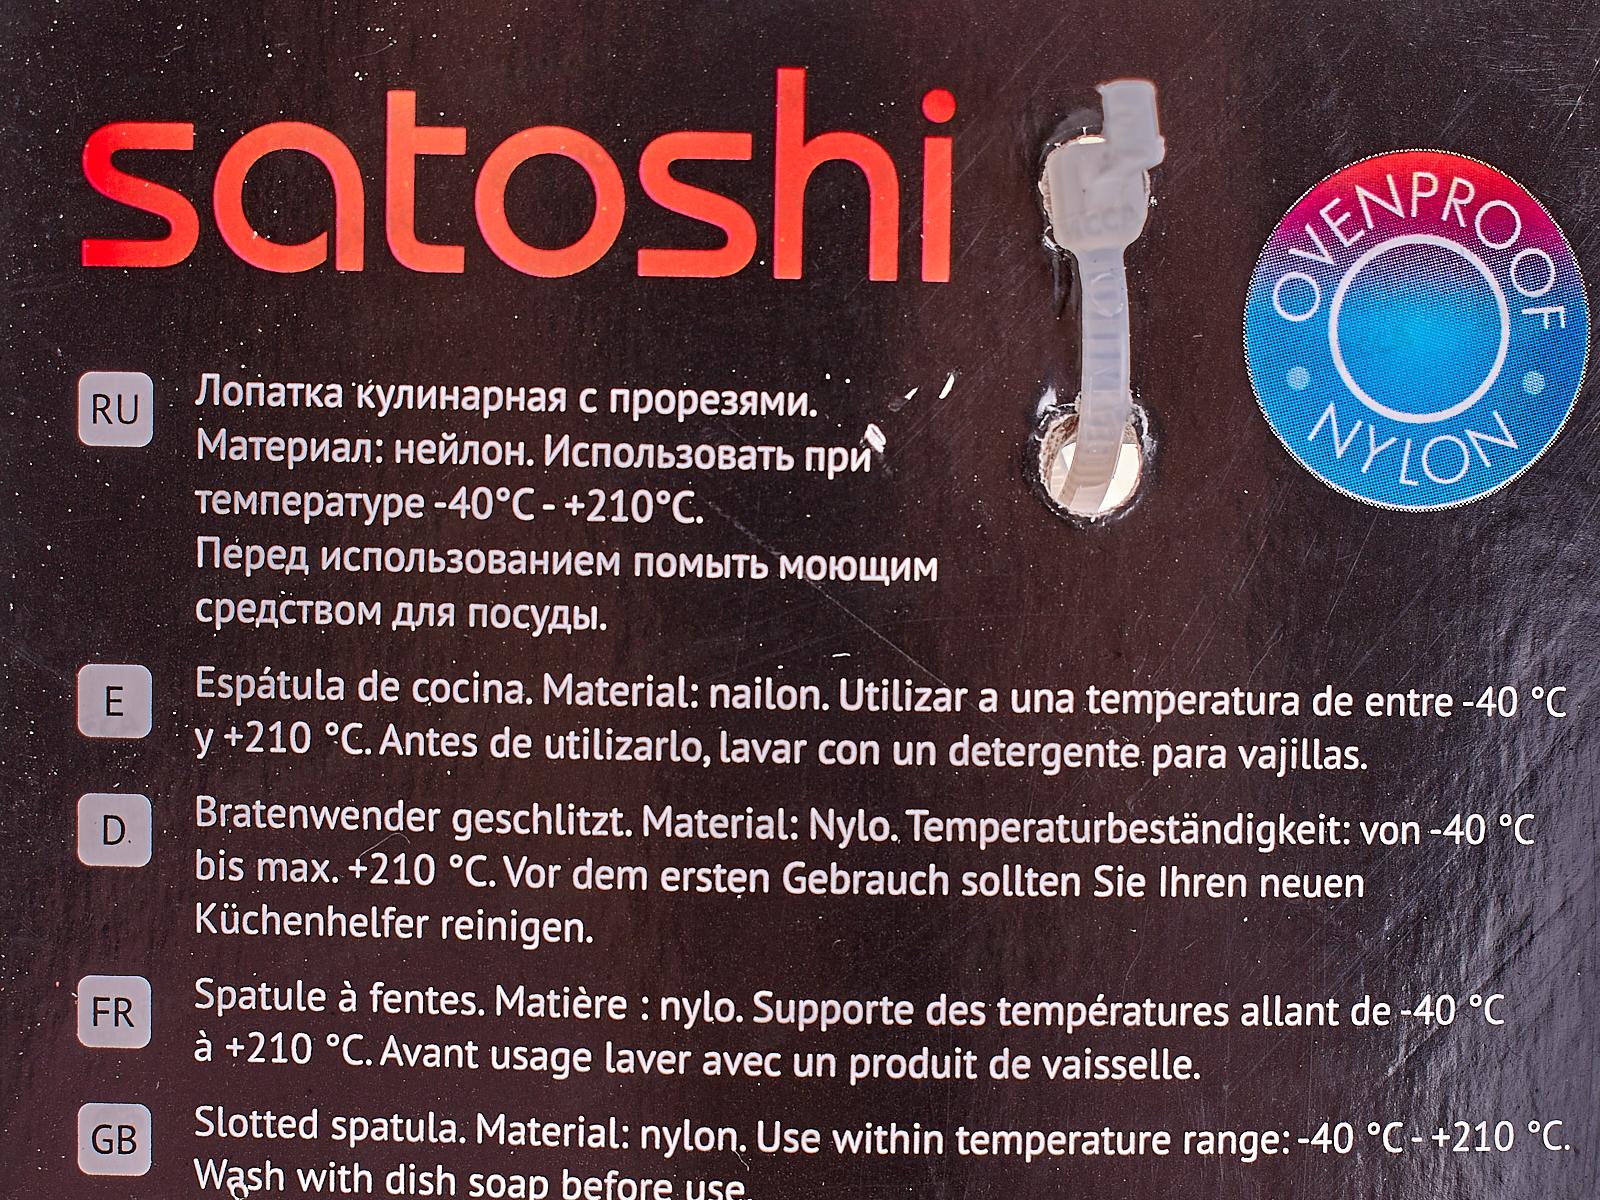 satoshi
OVENPROOF
NYLON
RU
Лопатка кулинарная с прорезями.
Материал: нейлон. Использовать при
температуре -40°C - +210°C.
Перед использованием помыть моющим
средством для посуды.
E
Espátula de cocina. Material: nailon. Utilizar a una temperatura de entre -40 °C
y +210 °C. Antes de utilizarlo, lavar con un detergente para vajillas.
D
Bratenwender geschlitzt. Material: Nylo. Temperaturbeständigkeit: von -40 °C
bis max. +210 °C. Vor dem ersten Gebrauch sollten Sie Ihren neuen
Küchenhelfer reinigen.
FR
Spatule à fentes. Matière : nylo. Supporte des températures allant de -40 °C
à +210 °C. Avant usage laver avec un produit de vaisselle.
GB
Slotted spatula. Material: nylon. Use within temperature range: -40 °C - +210 °C.
Wash with dish soap before use.